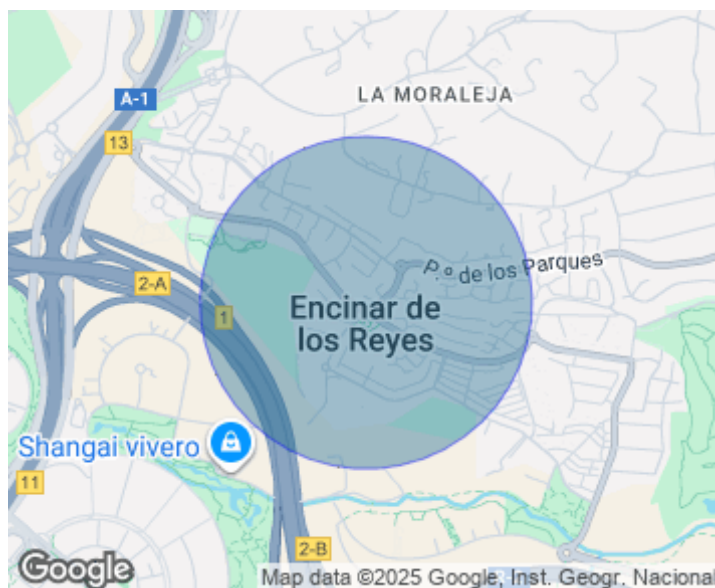 LA MORALEJA
A-1
13
P.º de los Parques
2-A
1
Encinar de
los Reyes
Shangai vivero
11
2-B
Google
Map data ©2025 Google, Inst. Geogr. Nacional